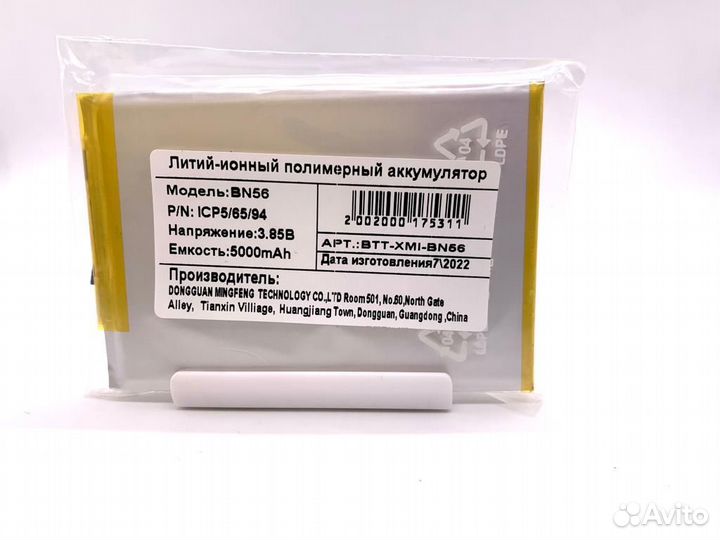 Литий-ионный полимерный аккумулятор
Модель:BN56
P/N: ICP5/65/94
Напряжение:3.85В
Емкость:5000mAh
2 002000 175311
АРТ.:BTT-XMI-BN56
Дата изготовления7\2022
Производитель:
DONGGUAN MINGFENG TECHNOLOGY CO.,LTD Room501, No.60,North Gate
Alley, Tianxin Villiage, Huangjiang Town, Dongguan, Guangdong ,China
04
LDPE
04
Avito